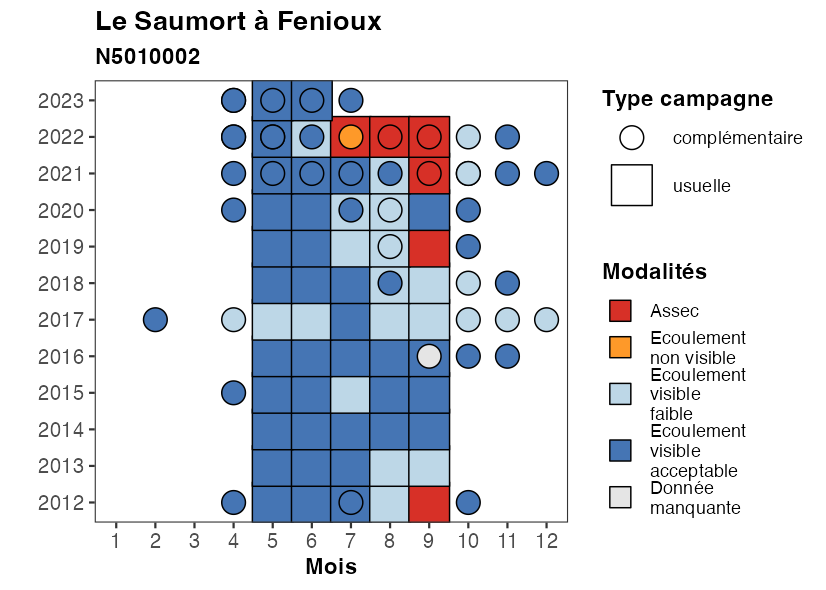 Le Saumort à Fenioux
N5010002
2023
2022
2021
2020
2019
2018
2017
2016
2015
2014
2013
2012
1 2 3 4 5 6 7 8 9 10 11 12
Mois
Type campagne
complémentaire
usuelle
Modalités
Assec
Ecoulement
non visible
Ecoulement
visible
faible
Ecoulement
visible
acceptable
Donnée
manquante